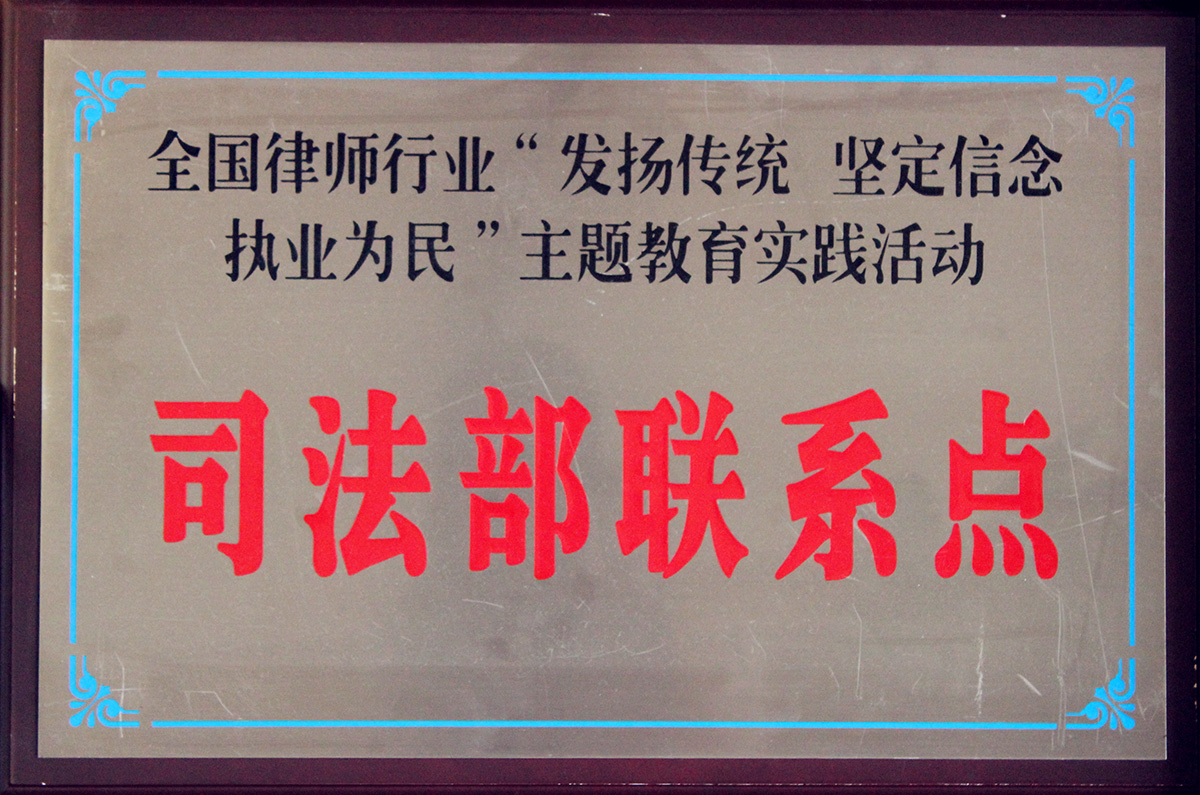 全国律师行业“发扬传统 坚定信念
执业为民”主题教育实践活动
司法部联系点